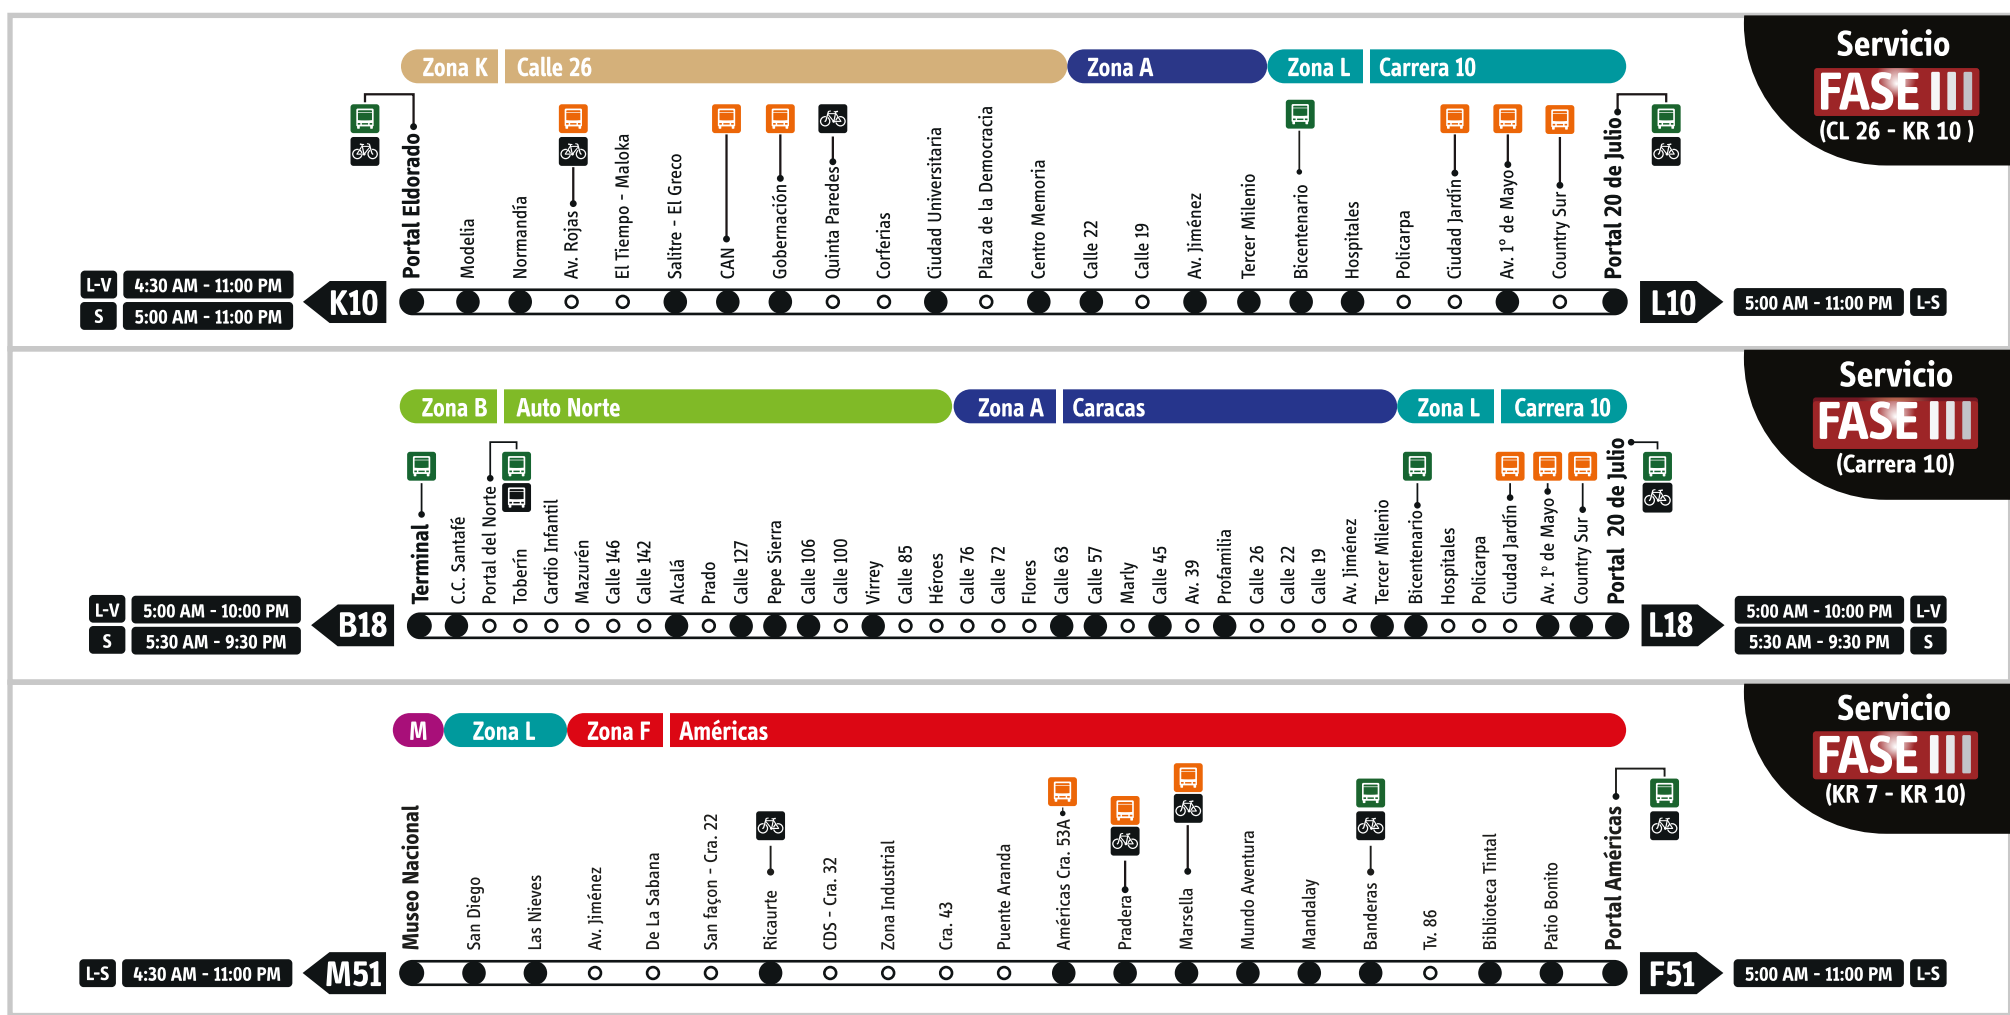 Servicio
FASE III
(CL 26 - KR 10 )
Zona K
Calle 26
Zona A
Zona L
Carrera 10
Portal Eldorado
Modelia
Normandía
Av. Rojas
El Tiempo - Maloka
Salitre - El Greco
CAN
Gobernación
Quinta Paredes
Corferias
Ciudad Universitaria
Plaza de la Democracia
Centro Memoria
Calle 22
Calle 19
Av. Jiménez
Tercer Milenio
Bicentenario
Hospitales
Policarpa
Ciudad Jardín
Av. 1º de Mayo
Country Sur
Portal 20 de Julio
L-V 4:30 AM - 11:00 PM
S 5:00 AM - 11:00 PM
K10
L10
5:00 AM - 11:00 PM L-S
Servicio
FASE III
(Carrera 10)
Zona B
Auto Norte
Zona A
Caracas
Zona L
Carrera 10
Terminal
C.C. Santafé
Portal del Norte
Toberín
Cardio Infantil
Mazurén
Calle 146
Calle 142
Alcalá
Prado
Calle 127
Pepe Sierra
Calle 106
Calle 100
Virrey
Calle 85
Héroes
Calle 76
Calle 72
Flores
Calle 63
Calle 57
Marly
Calle 45
Av. 39
Profamilia
Calle 26
Calle 22
Calle 19
Av. Jiménez
Tercer Milenio
Bicentenario
Hospitales
Policarpa
Ciudad Jardín
Av. 1º de Mayo
Country Sur
Portal 20 de Julio
L-V 5:00 AM - 10:00 PM
S 5:30 AM - 9:30 PM
B18
L18
5:00 AM - 10:00 PM L-V
5:30 AM - 9:30 PM S
Servicio
FASE III
(KR 7 - KR 10)
M
Zona L
Zona F
Américas
Museo Nacional
San Diego
Las Nieves
Av. Jiménez
De La Sabana
San façon - Cra. 22
Ricaurte
CDS - Cra. 32
Zona Industrial
Cra. 43
Puente Aranda
Américas Cra. 53A
Pradera
Marsella
Mundo Aventura
Mandalay
Banderas
Tv. 86
Biblioteca Tintal
Patio Bonito
Portal Américas
L-S 4:30 AM - 11:00 PM
M51
F51
5:00 AM - 11:00 PM L-S